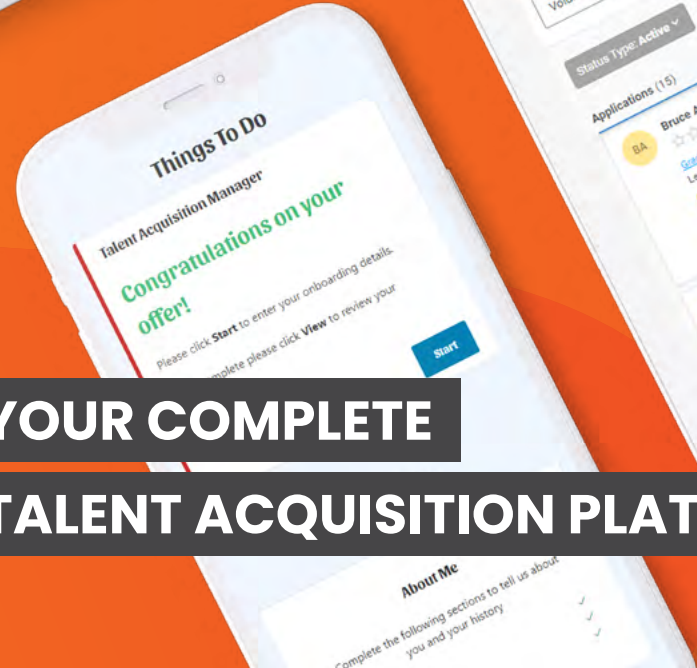 Things To Do
Talent Acquisition Manager
Congratulations on your
offer!
Please click Start to enter your onboarding details.
please click View to review your
Start
YOUR COMPLETE
TALENT ACQUISITION PLAT
About Me
Complete the following sections to tell us about
you and your history
Status Type: Active
Applications (15)
BA
Bruce A